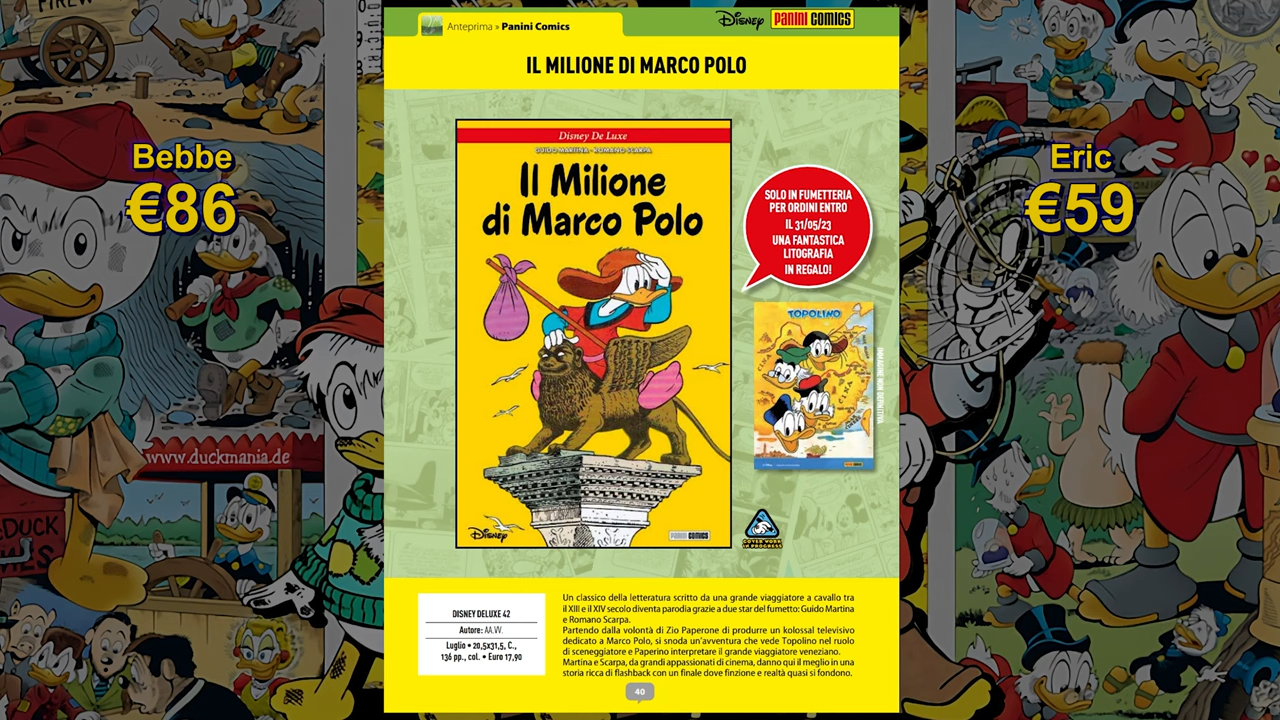 Anteprima » Panini Comics
Disney PANINI COMICS
IL MILIONE DI MARCO POLO
Bebbe
€86
Eric
€59
Disney De Luxe
GUIDO MARTINA - ROMANO SCARPA
Il Milione
di Marco Polo
SOLO IN FUMETTERIA
PER ORDINI ENTRO
IL 31/05/23
UNA FANTASTICA
LITOGRAFIA
IN REGALO!
TOPOLINO
CINA
IMMAGINE NON DEFINITIVA
www.duckmania.de
DUCK
Disney
PANINI COMICS
COVER WORK
IN PROGRESS
DISNEY DELUXE 42
Autore: AA.VV.
Luglio • 20,5x31,5, C.,
136 pp., col. • Euro 17,90
Un classico della letteratura scritto da una grande viaggiatore a cavallo tra
il XIII e il XIV secolo diventa parodia grazie a due star del fumetto: Guido Martina
e Romano Scarpa.
Partendo dalla volontà di Zio Paperone di produrre un kolossal televisivo
dedicato a Marco Polo, si snoda un'avventura che vede Topolino nel ruolo
di sceneggiatore e Paperino interpretare il grande viaggiatore veneziano.
Martina e Scarpa, da grandi appassionati di cinema, danno qui il meglio in una
storia ricca di flashback con un finale dove finzione e realtà quasi si fondono.
40